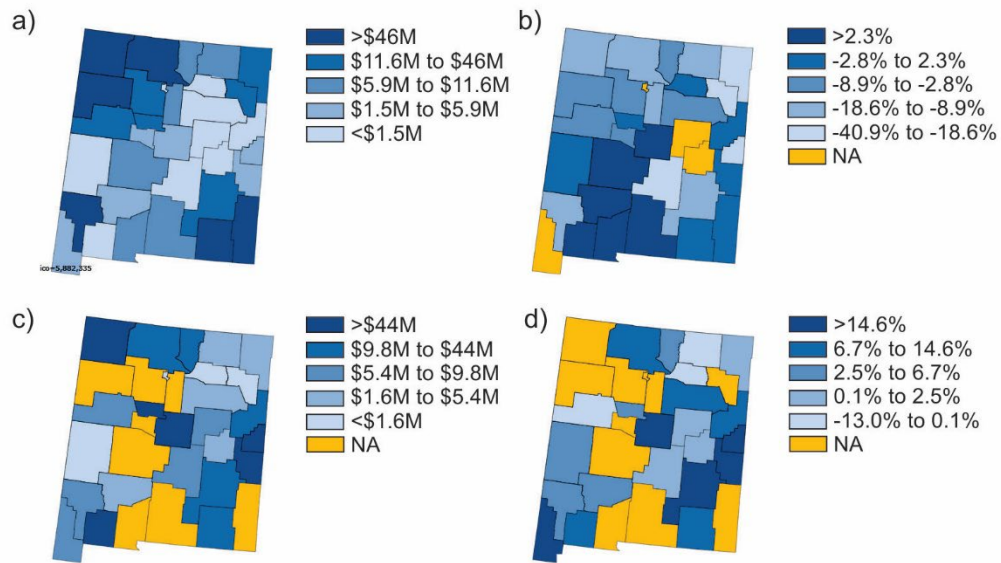 a)
>$46M
$11.6M to $46M
$5.9M to $11.6M
$1.5M to $5.9M
<$1.5M
ico=5,882,335
b)
>2.3%
-2.8% to 2.3%
-8.9% to -2.8%
-18.6% to -8.9%
-40.9% to -18.6%
NA
c)
>$44M
$9.8M to $44M
$5.4M to $9.8M
$1.6M to $5.4M
<$1.6M
NA
d)
>14.6%
6.7% to 14.6%
2.5% to 6.7%
0.1% to 2.5%
-13.0% to 0.1%
NA